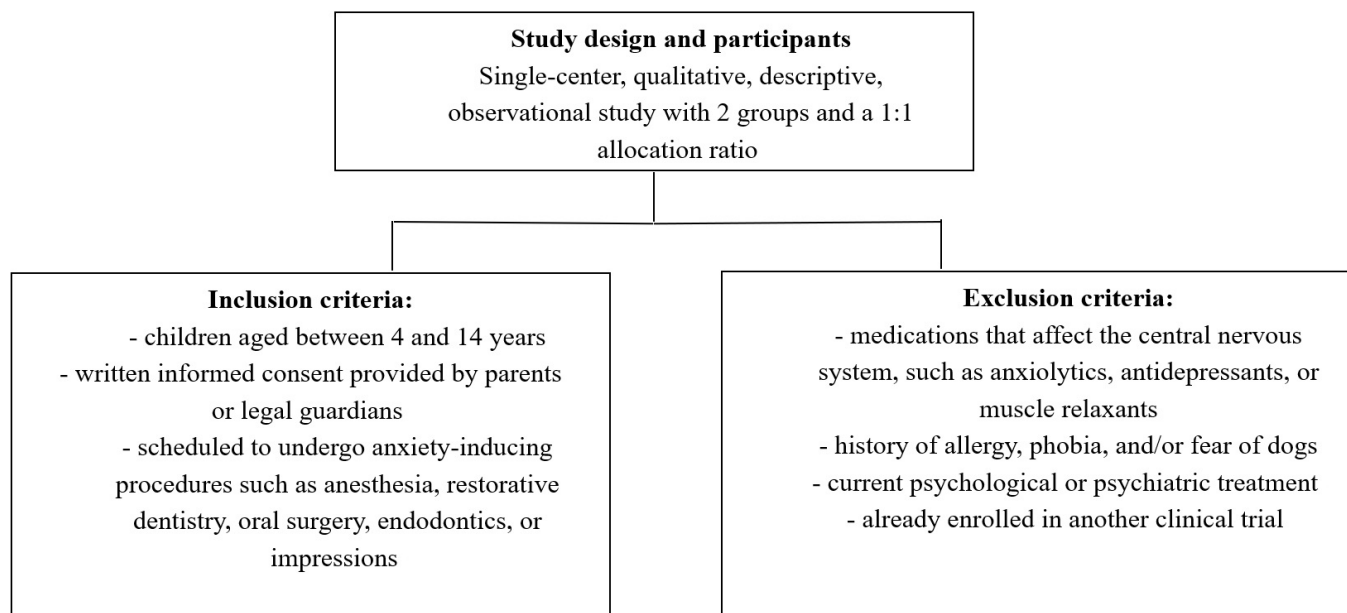 Study design and participants
Single-center, qualitative, descriptive,
observational study with 2 groups and a 1:1
allocation ratio
Inclusion criteria:
- children aged between 4 and 14 years
- written informed consent provided by parents
or legal guardians
- scheduled to undergo anxiety-inducing
procedures such as anesthesia, restorative
dentistry, oral surgery, endodontics, or
impressions
Exclusion criteria:
- medications that affect the central nervous
system, such as anxiolytics, antidepressants, or
muscle relaxants
- history of allergy, phobia, and/or fear of dogs
- current psychological or psychiatric treatment
- already enrolled in another clinical trial